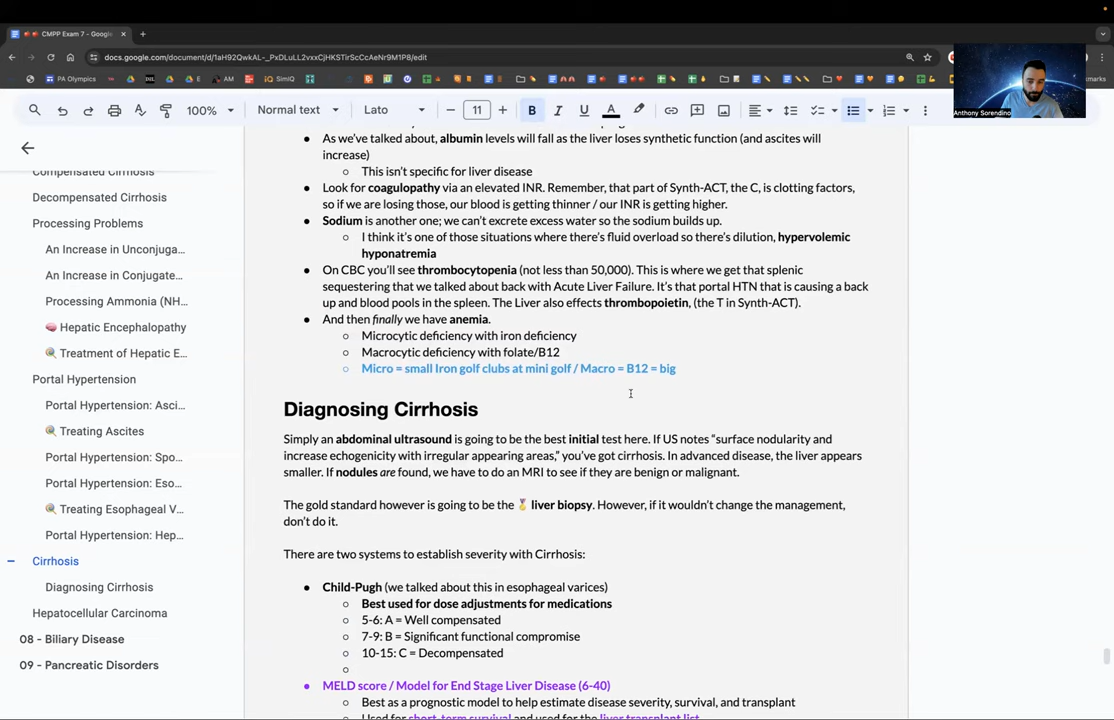 CMPP Exam 7 - Cirrhosis
docs.google.com/document/d/1aH92QwkAL-_PxDLuLL2vxxCjHKSTirScCcAeNr9M1P8/edit
PA Olympics
DXL
E
AM
IQ SimIQ
100%
Normal text
Lato
11
Anthony Sorendino
Compensated Cirrhosis
Decompensated Cirrhosis
Processing Problems
An Increase in Unconjuga...
An Increase in Conjugate...
Processing Ammonia (NH...
🧠 Hepatic Encephalopathy
🔍 Treatment of Hepatic E...
Portal Hypertension
Portal Hypertension: Asci...
🔍 Treating Ascites
Portal Hypertension: Spo...
Portal Hypertension: Eso...
🔍 Treating Esophageal V...
Portal Hypertension: Hep...
Cirrhosis
Diagnosing Cirrhosis
Hepatocellular Carcinoma
08 - Biliary Disease
09 - Pancreatic Disorders
As we've talked about, albumin levels will fall as the liver loses synthetic function (and ascites will
increase)
This isn't specific for liver disease
Look for coagulopathy via an elevated INR. Remember, that part of Synth-ACT, the C, is clotting factors,
so if we are losing those, our blood is getting thinner / our INR is getting higher.
Sodium is another one; we can't excrete excess water so the sodium builds up.
I think it's one of those situations where there's fluid overload so there's dilution, hypervolemic
hyponatremia
On CBC you'll see thrombocytopenia (not less than 50,000). This is where we get that splenic
sequestering that we talked about back with Acute Liver Failure. It's that portal HTN that is causing a back
up and blood pools in the spleen. The Liver also effects thrombopoietin, (the T in Synth-ACT).
And then finally we have anemia.
Microcytic deficiency with iron deficiency
Macrocytic deficiency with folate/B12
Micro = small Iron golf clubs at mini golf / Macro = B12 = big
Diagnosing Cirrhosis
Simply an abdominal ultrasound is going to be the best initial test here. If US notes "surface nodularity and
increase echogenicity with irregular appearing areas," you've got cirrhosis. In advanced disease, the liver appears
smaller. If nodules are found, we have to do an MRI to see if they are benign or malignant.
The gold standard however is going to be the 🏅 liver biopsy. However, if it wouldn't change the management,
don't do it.
There are two systems to establish severity with Cirrhosis:
Child-Pugh (we talked about this in esophageal varices)
Best used for dose adjustments for medications
5-6: A = Well compensated
7-9: B = Significant functional compromise
10-15: C = Decompensated
MELD score / Model for End Stage Liver Disease (6-40)
Best as a prognostic model to help estimate disease severity, survival, and transplant
Used for short-term survival and used for the liver transplant list